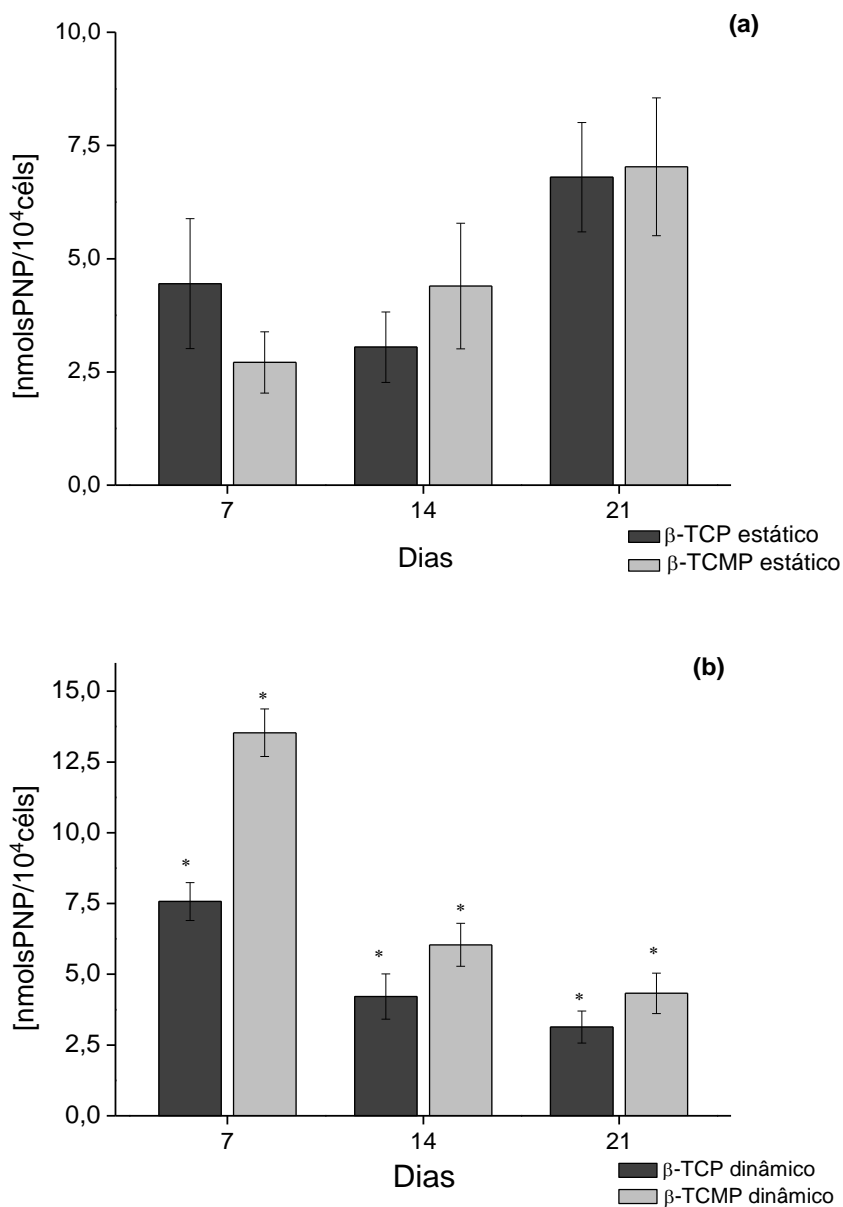 (a)
10,0
7,5
5,0
2,5
0,0
[nmolsPNP/10⁴céls]
7 14 21
Dias
β-TCP estático
β-TCMP estático
(b)
15,0
12,5
10,0
7,5
5,0
2,5
0,0
[nmolsPNP/10⁴céls]
* * * * * *
7 14 21
Dias
β-TCP dinâmico
β-TCMP dinâmico